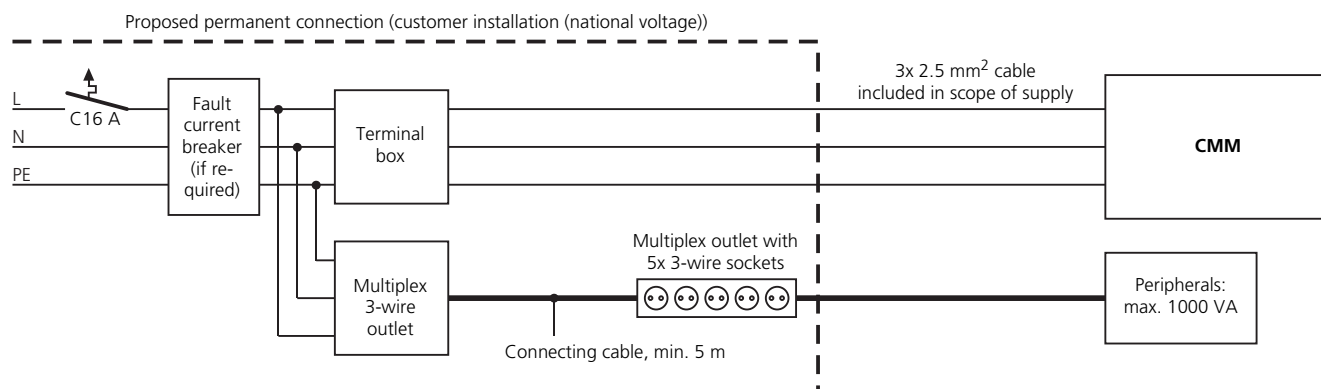 Proposed permanent connection (customer installation (national voltage))
L
C16 A
N
PE
Fault
current
breaker
(if re-
quired)
Terminal
box
3x 2.5 mm² cable
included in scope of supply
CMM
Multiplex
3-wire
outlet
Multiplex outlet with
5x 3-wire sockets
Connecting cable, min. 5 m
Peripherals:
max. 1000 VA